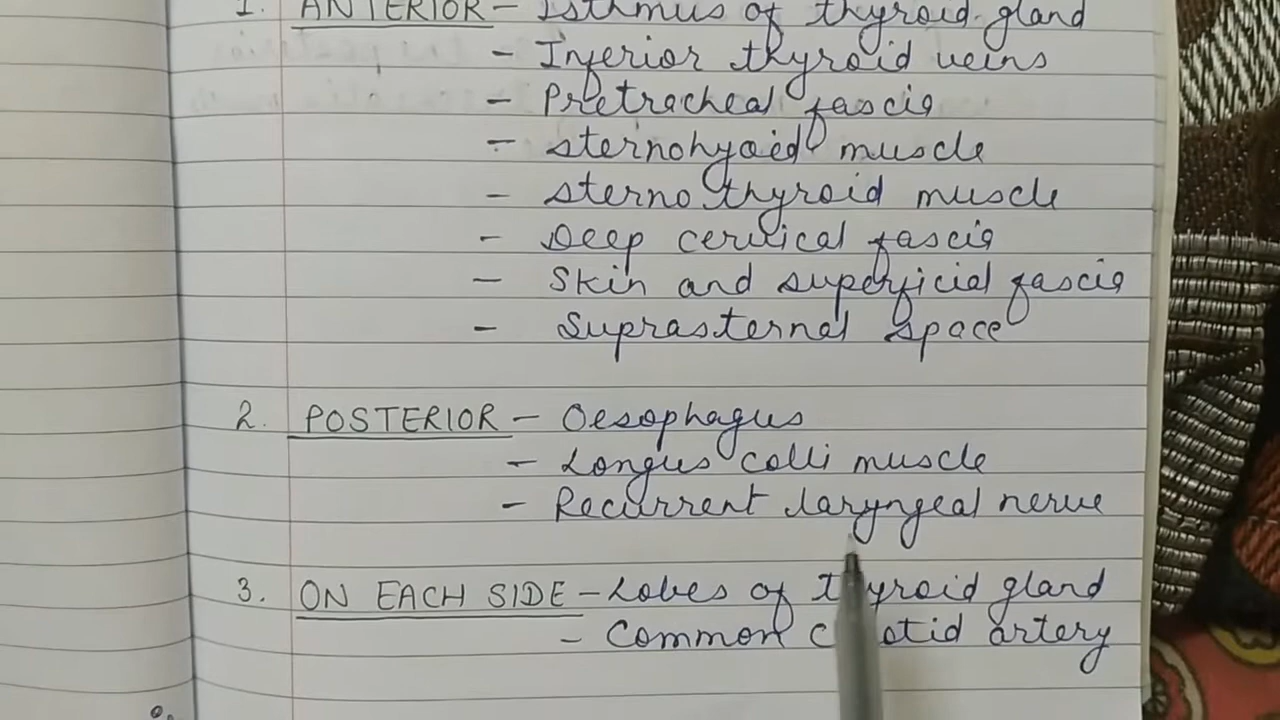 1. ANTERIOR - Isthmus of thyroid gland
- Inferior thyroid veins
- Pretracheal fascia
- sternohyoid muscle
- sternothyroid muscle
- Deep cervical fascia
- Skin and superficial fascia
- Suprasternal space
2. POSTERIOR - Oesophagus
- Longus colli muscle
- Recurrent laryngeal nerve
3. ON EACH SIDE - Lobes of thyroid gland
- Common carotid artery